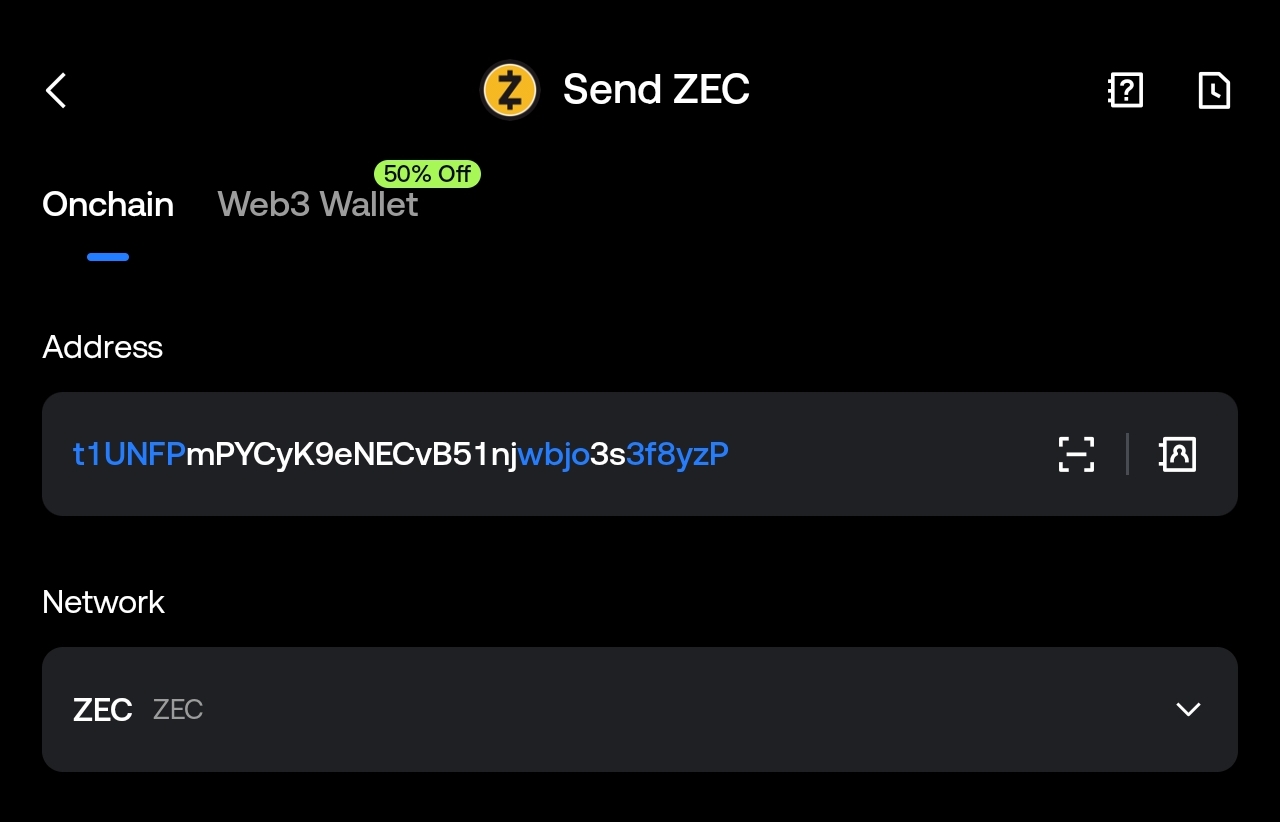 Send ZEC
50% Off
Onchain Web3 Wallet
Address
t1UNFPmPYCyK9eNECvB51njwbjo3s3f8yzP
Network
ZEC ZEC